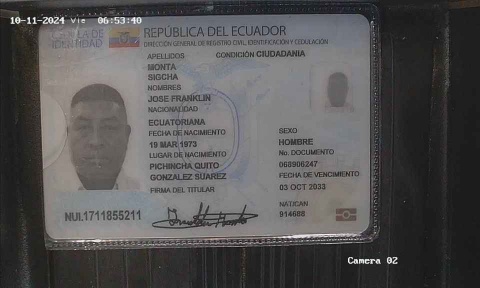 10-11-2024 Vie 06:53:40
CÉDULA DE IDENTIDAD
REPÚBLICA DEL ECUADOR
DIRECCIÓN GENERAL DE REGISTRO CIVIL, IDENTIFICACIÓN Y CEDULACIÓN
APELLIDOS
CONDICIÓN CIUDADANIA
MONTA
SIGCHA
NOMBRES
JOSE FRANKLIN
NACIONALIDAD
ECUATORIANA
FECHA DE NACIMIENTO
19 MAR 1973
LUGAR DE NACIMIENTO
PICHINCHA QUITO
GONZALEZ SUAREZ
FIRMA DEL TITULAR
SEXO
HOMBRE
No. DOCUMENTO
068906247
FECHA DE VENCIMIENTO
03 OCT 2033
NAT/CAN
914688
NUI.1711855211
Camera 02